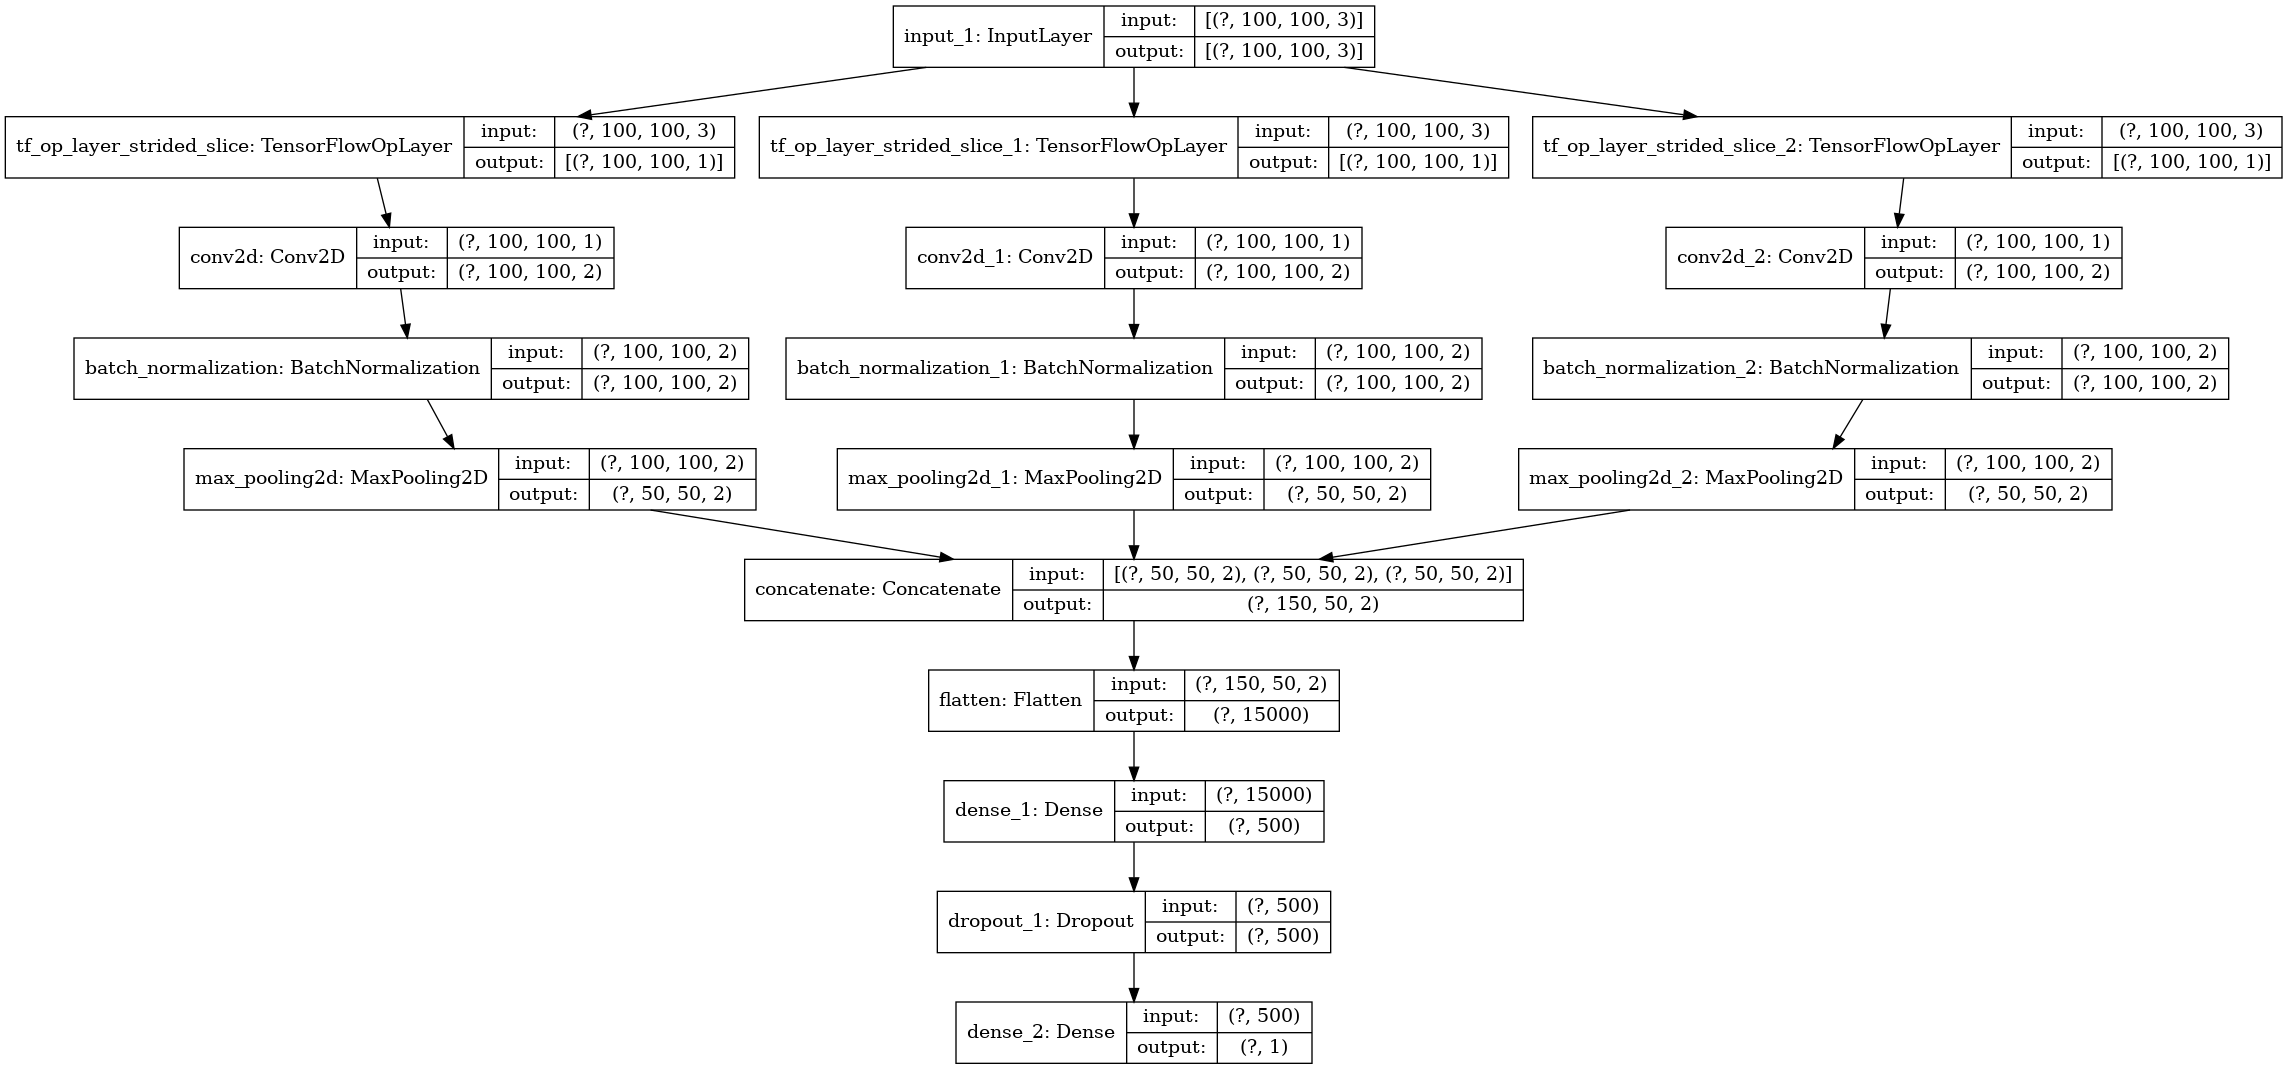 input_1: InputLayer
input:
[(?, 100, 100, 3)]
output:
[(?, 100, 100, 3)]
tf_op_layer_strided_slice: TensorFlowOpLayer
input:
(?, 100, 100, 3)
output:
[(?, 100, 100, 1)]
tf_op_layer_strided_slice_1: TensorFlowOpLayer
input:
(?, 100, 100, 3)
output:
[(?, 100, 100, 1)]
tf_op_layer_strided_slice_2: TensorFlowOpLayer
input:
(?, 100, 100, 3)
output:
[(?, 100, 100, 1)]
conv2d: Conv2D
input:
(?, 100, 100, 1)
output:
(?, 100, 100, 2)
conv2d_1: Conv2D
input:
(?, 100, 100, 1)
output:
(?, 100, 100, 2)
conv2d_2: Conv2D
input:
(?, 100, 100, 1)
output:
(?, 100, 100, 2)
batch_normalization: BatchNormalization
input:
(?, 100, 100, 2)
output:
(?, 100, 100, 2)
batch_normalization_1: BatchNormalization
input:
(?, 100, 100, 2)
output:
(?, 100, 100, 2)
batch_normalization_2: BatchNormalization
input:
(?, 100, 100, 2)
output:
(?, 100, 100, 2)
max_pooling2d: MaxPooling2D
input:
(?, 100, 100, 2)
output:
(?, 50, 50, 2)
max_pooling2d_1: MaxPooling2D
input:
(?, 100, 100, 2)
output:
(?, 50, 50, 2)
max_pooling2d_2: MaxPooling2D
input:
(?, 100, 100, 2)
output:
(?, 50, 50, 2)
concatenate: Concatenate
input:
[(?, 50, 50, 2), (?, 50, 50, 2), (?, 50, 50, 2)]
output:
(?, 150, 50, 2)
flatten: Flatten
input:
(?, 150, 50, 2)
output:
(?, 15000)
dense_1: Dense
input:
(?, 15000)
output:
(?, 500)
dropout_1: Dropout
input:
(?, 500)
output:
(?, 500)
dense_2: Dense
input:
(?, 500)
output:
(?, 1)